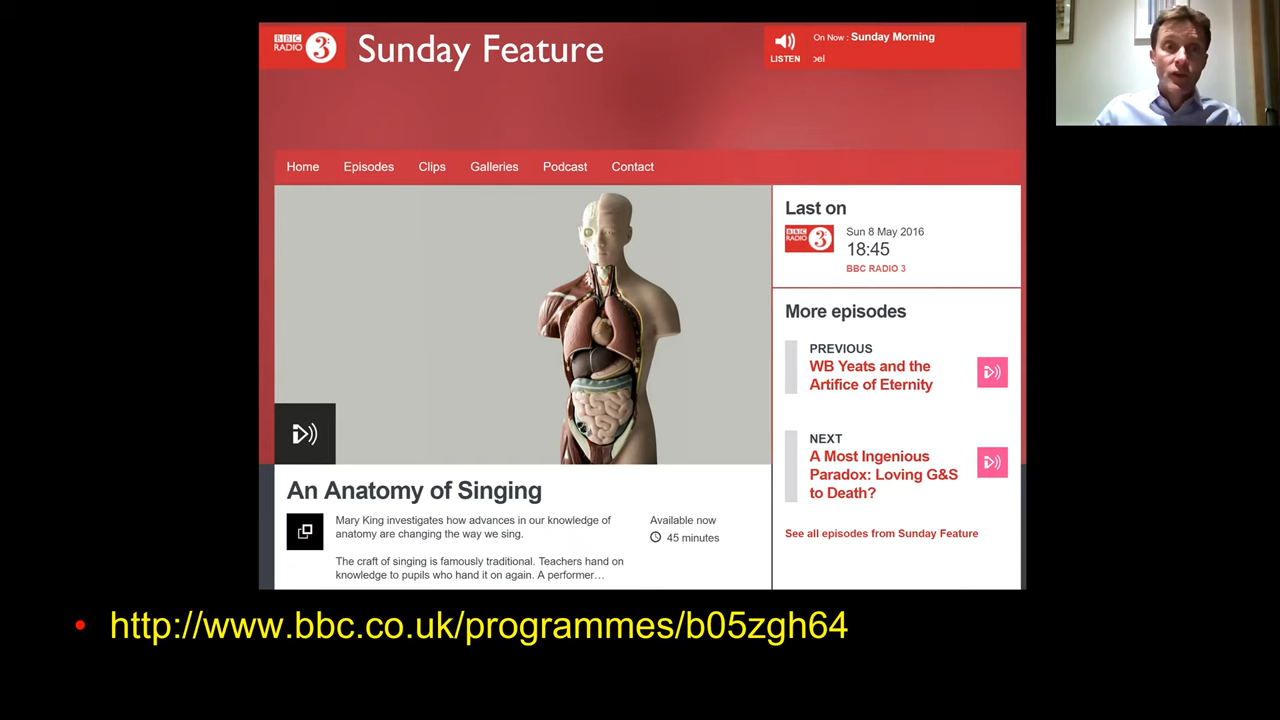 BBC
RADIO 3
Sunday Feature
LISTEN
On Now : Sunday Morning
Home Episodes Clips Galleries Podcast Contact
An Anatomy of Singing
Mary King investigates how advances in our knowledge of
anatomy are changing the way we sing.
The craft of singing is famously traditional. Teachers hand on
knowledge to pupils who hand it on again. A performer…
Available now
45 minutes
Last on
BBC
RADIO 3
Sun 8 May 2016
18:45
BBC RADIO 3
More episodes
PREVIOUS
WB Yeats and the
Artifice of Eternity
NEXT
A Most Ingenious
Paradox: Loving G&S
to Death?
See all episodes from Sunday Feature
• http://www.bbc.co.uk/programmes/b05zgh64